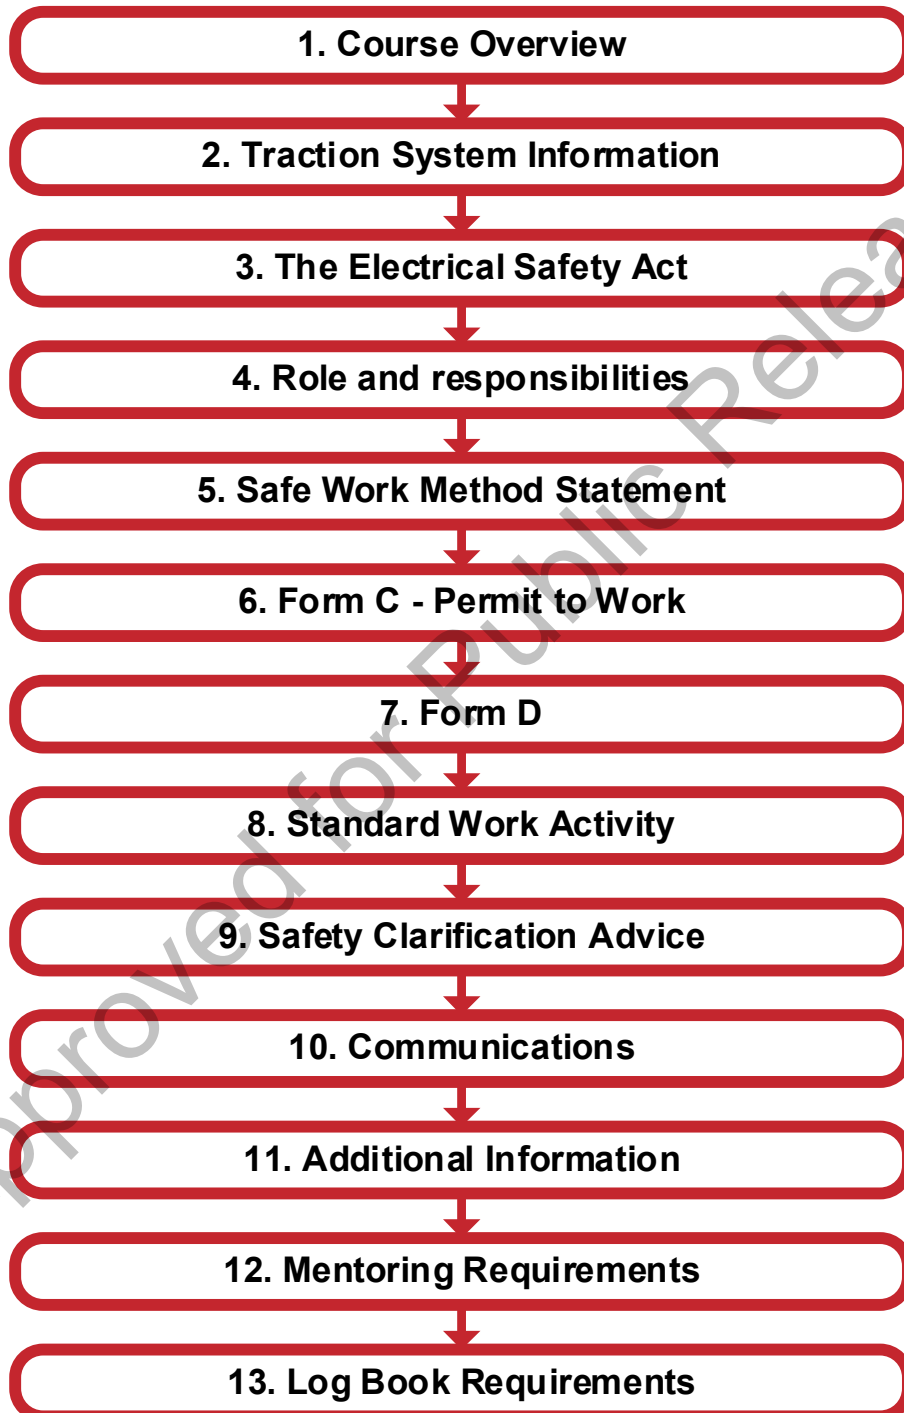 1. Course Overview
2. Traction System Information
3. The Electrical Safety Act
4. Role and responsibilities
5. Safe Work Method Statement
6. Form C - Permit to Work
7. Form D
8. Standard Work Activity
9. Safety Clarification Advice
10. Communications
11. Additional Information
12. Mentoring Requirements
13. Log Book Requirements
pproved for Public Relea